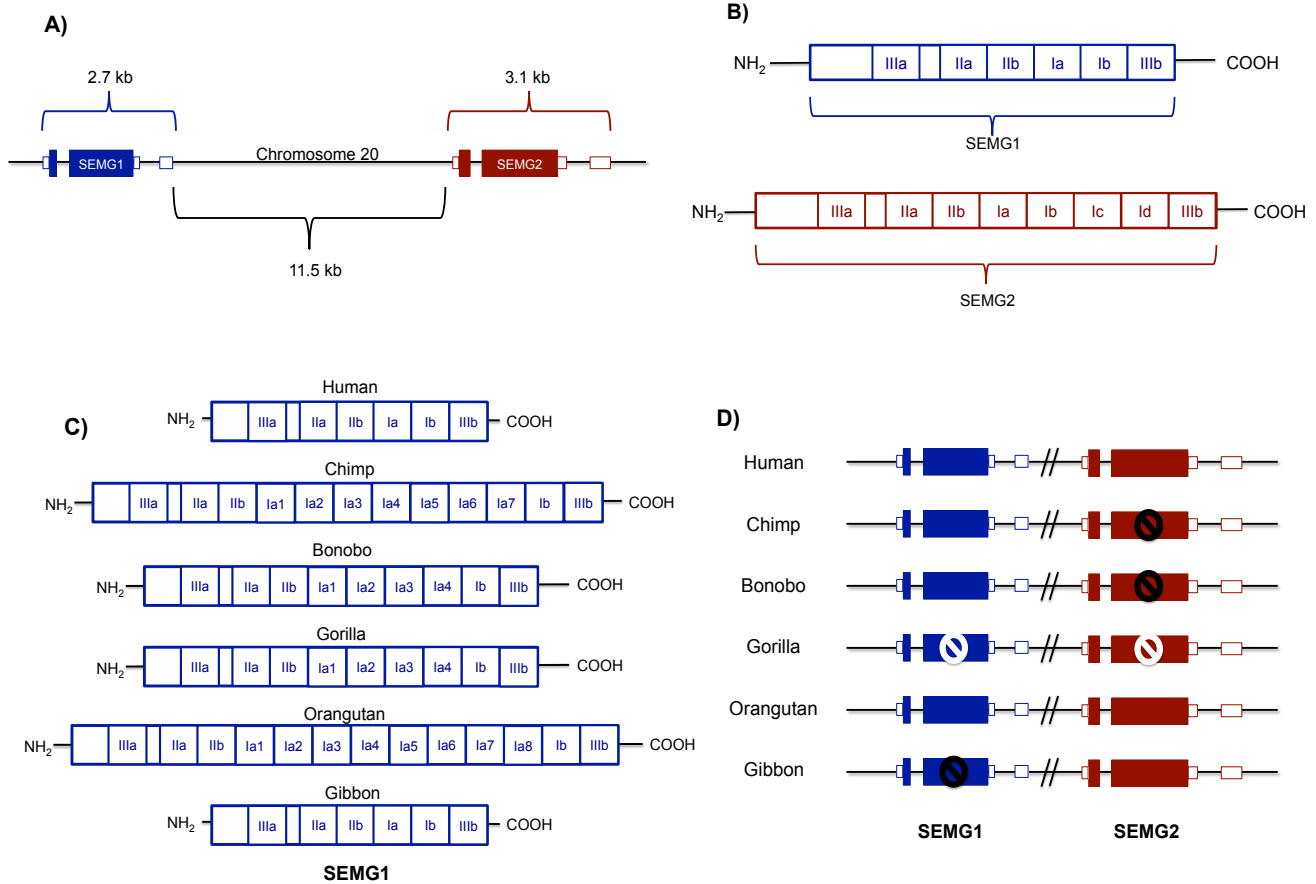 A)
2.7 kb
3.1 kb
SEMG1
Chromosome 20
SEMG2
11.5 kb
B)
NH2 IIIa IIa IIb Ia Ib IIIb COOH
SEMG1
NH2 IIIa IIa IIb Ia Ib Ic Id IIIb COOH
SEMG2
C)
Human
NH2 IIIa IIa IIb Ia Ib IIIb COOH
Chimp
NH2 IIIa IIa IIb Ia1 Ia2 Ia3 Ia4 Ia5 Ia6 Ia7 Ib IIIb COOH
Bonobo
NH2 IIIa IIa IIb Ia1 Ia2 Ia3 Ia4 Ib IIIb COOH
Gorilla
NH2 IIIa IIa IIb Ia1 Ia2 Ia3 Ia4 Ib IIIb COOH
Orangutan
NH2 IIIa IIa IIb Ia1 Ia2 Ia3 Ia4 Ia5 Ia6 Ia7 Ia8 Ib IIIb COOH
Gibbon
NH2 IIIa IIa IIb Ia Ib IIIb COOH
SEMG1
D)
Human
Chimp
Bonobo
Gorilla
Orangutan
Gibbon
SEMG1 SEMG2